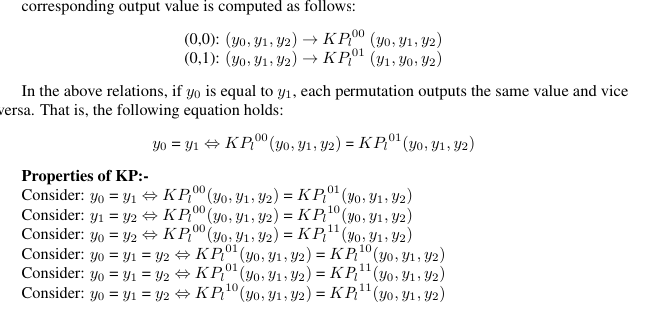 corresponding output value is computed as follows:
(0,0): (y₀, y₁, y₂) → KPₗ⁰⁰ (y₀, y₁, y₂)
(0,1): (y₀, y₁, y₂) → KPₗ⁰¹ (y₁, y₀, y₂)
In the above relations, if y₀ is equal to y₁, each permutation outputs the same value and vice
versa. That is, the following equation holds:
y₀ = y₁ ⇔ KPₗ⁰⁰(y₀, y₁, y₂) = KPₗ⁰¹(y₀, y₁, y₂)
Properties of KP:-
Consider: y₀ = y₁ ⇔ KPₗ⁰⁰(y₀, y₁, y₂) = KPₗ⁰¹(y₀, y₁, y₂)
Consider: y₁ = y₂ ⇔ KPₗ⁰⁰(y₀, y₁, y₂) = KPₗ¹⁰(y₀, y₁, y₂)
Consider: y₀ = y₂ ⇔ KPₗ⁰⁰(y₀, y₁, y₂) = KPₗ¹¹(y₀, y₁, y₂)
Consider: y₀ = y₁ = y₂ ⇔ KPₗ⁰¹(y₀, y₁, y₂) = KPₗ¹⁰(y₀, y₁, y₂)
Consider: y₀ = y₁ = y₂ ⇔ KPₗ⁰¹(y₀, y₁, y₂) = KPₗ¹¹(y₀, y₁, y₂)
Consider: y₀ = y₁ = y₂ ⇔ KPₗ¹⁰(y₀, y₁, y₂) = KPₗ¹¹(y₀, y₁, y₂)